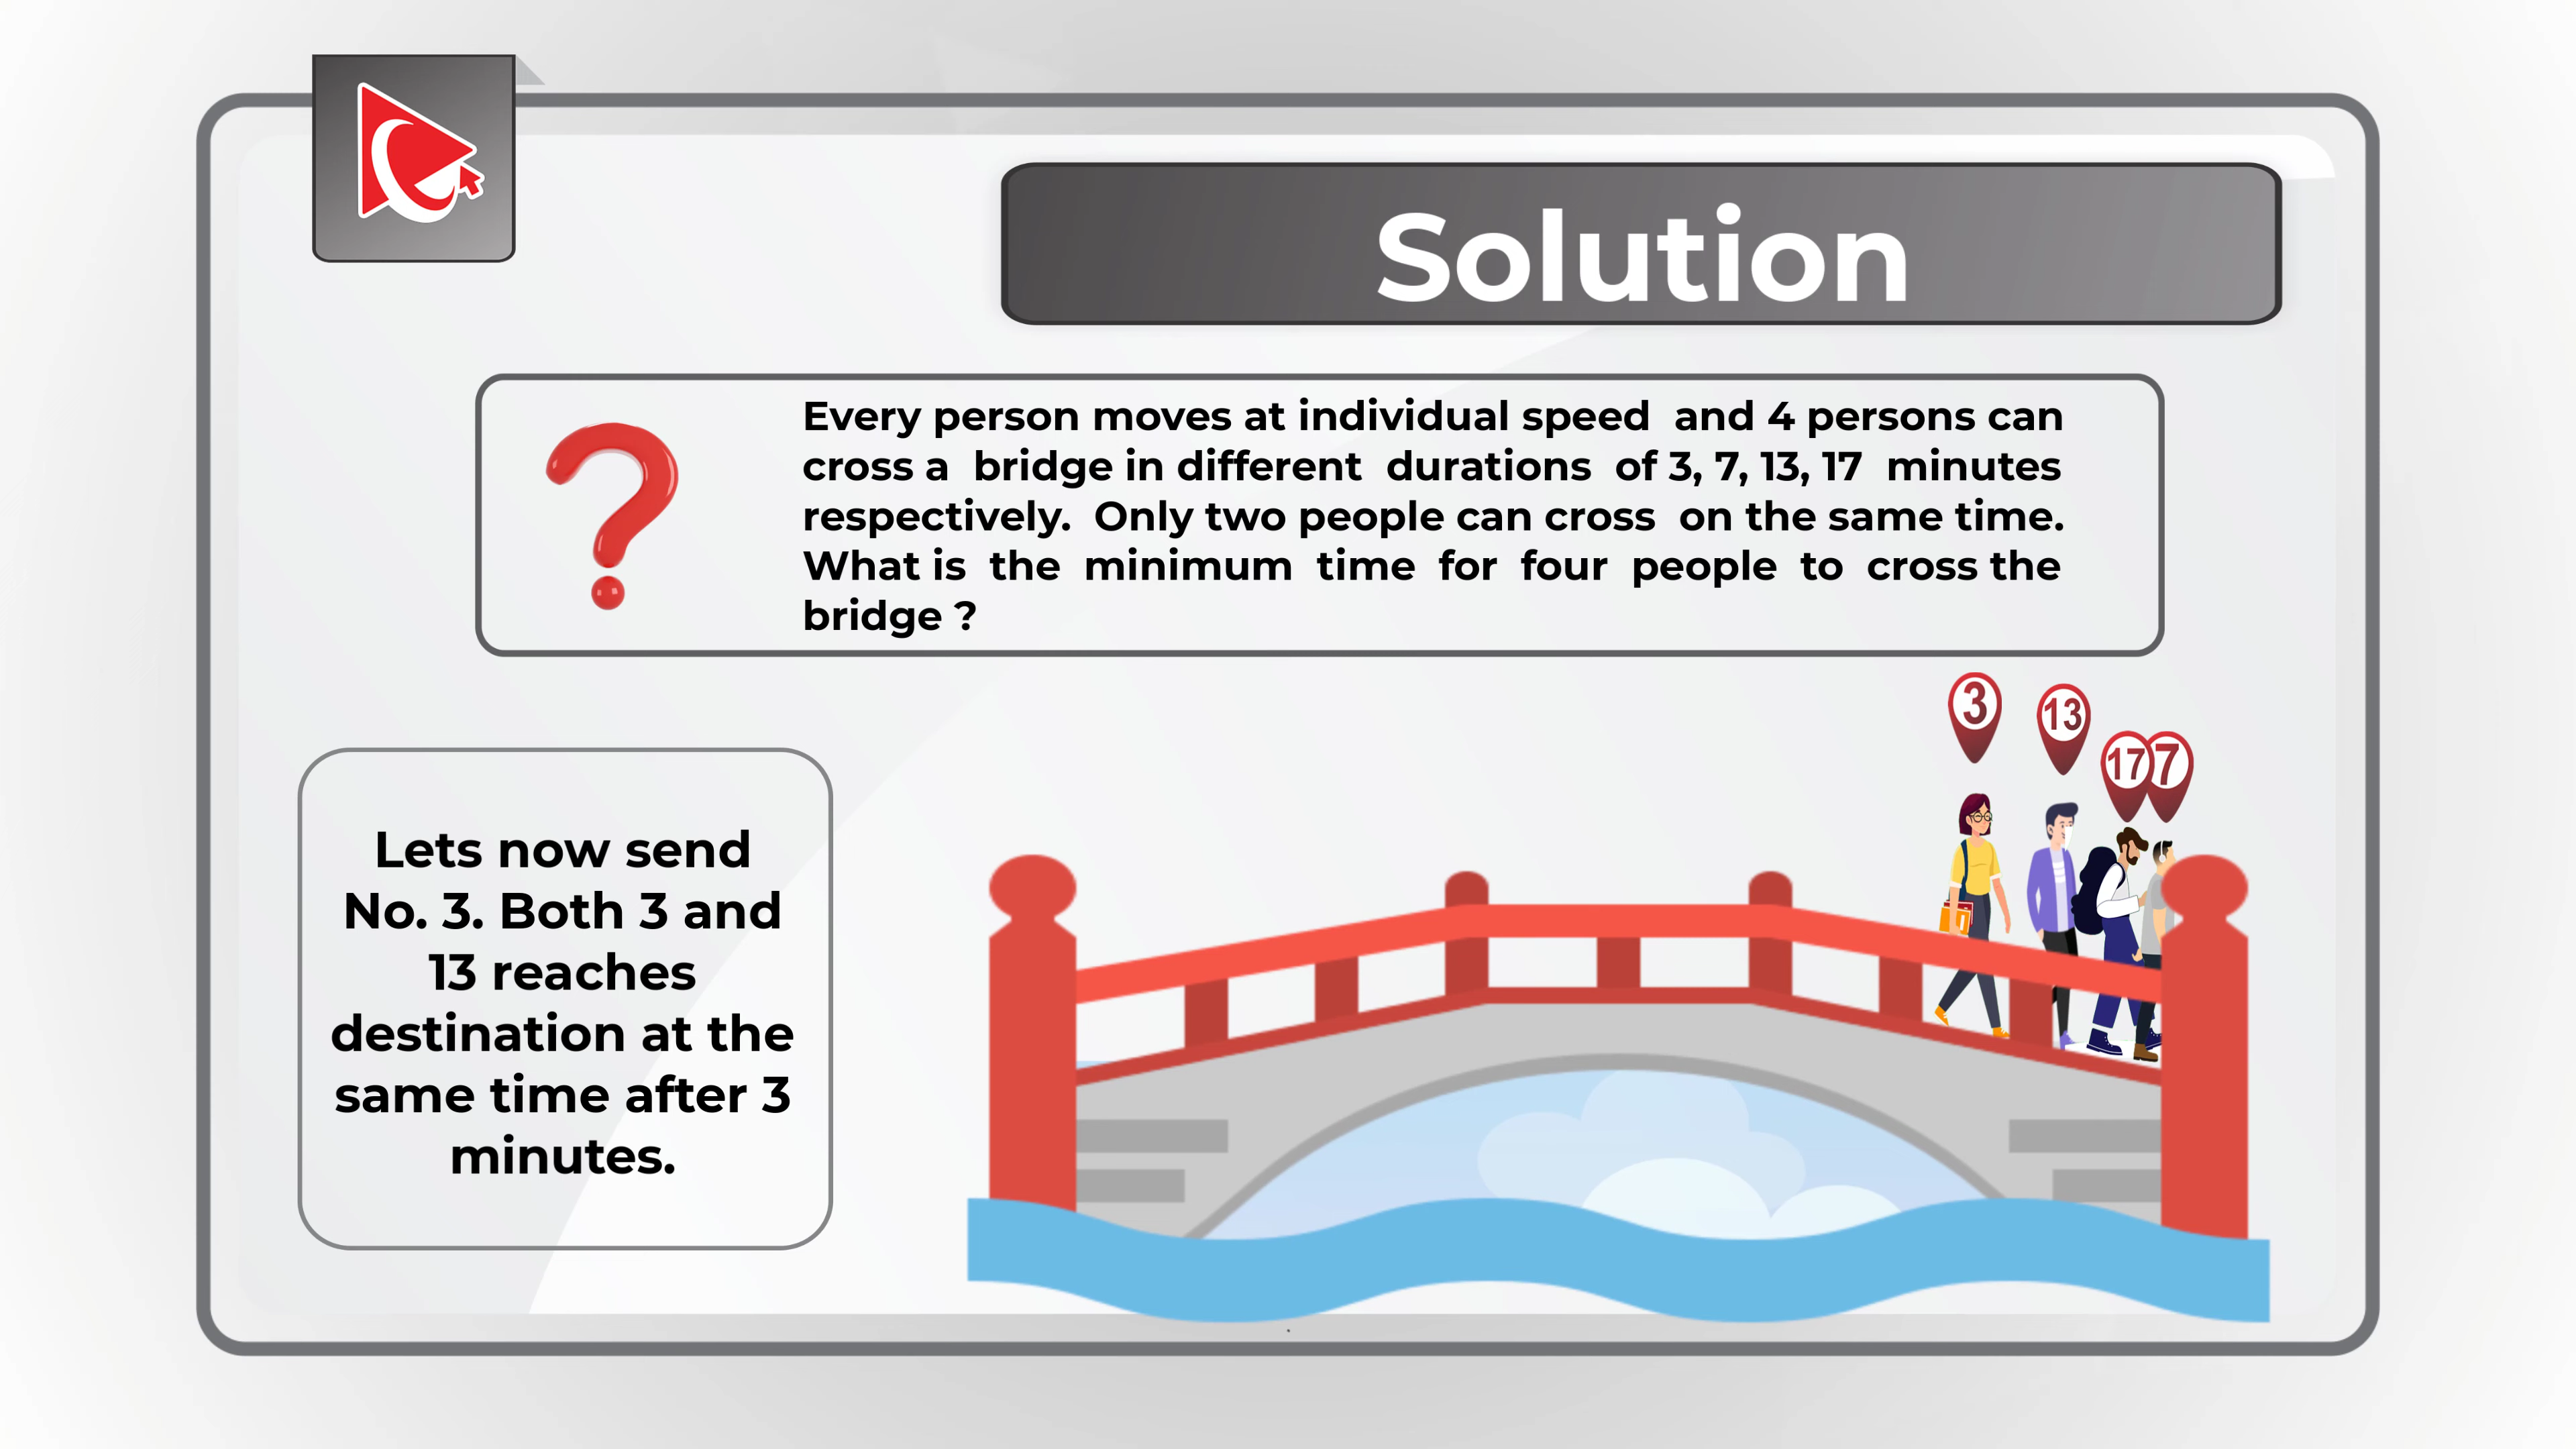 Solution
Every person moves at individual speed and 4 persons can
cross a bridge in different durations of 3, 7, 13, 17 minutes
respectively. Only two people can cross on the same time.
What is the minimum time for four people to cross the
bridge ?
3
13
17
7
Lets now send
No. 3. Both 3 and
13 reaches
destination at the
same time after 3
minutes.